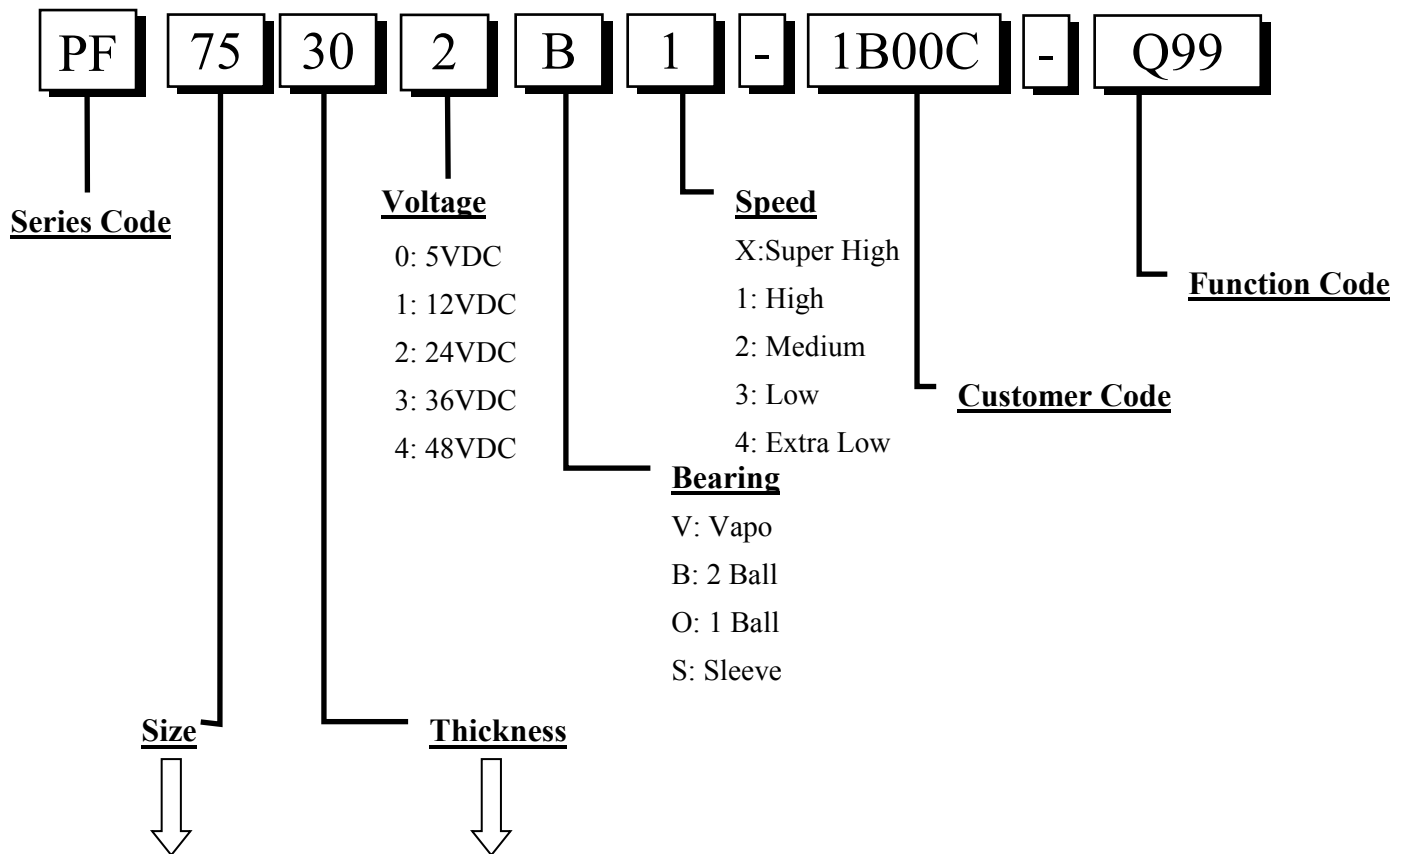 PF 75 30 2 B 1 - 1B00C - Q99
Series Code
Voltage
0: 5VDC
1: 12VDC
2: 24VDC
3: 36VDC
4: 48VDC
Speed
X:Super High
1: High
2: Medium
3: Low
4: Extra Low
Function Code
Customer Code
Bearing
V: Vapo
B: 2 Ball
O: 1 Ball
S: Sleeve
Size
Thickness